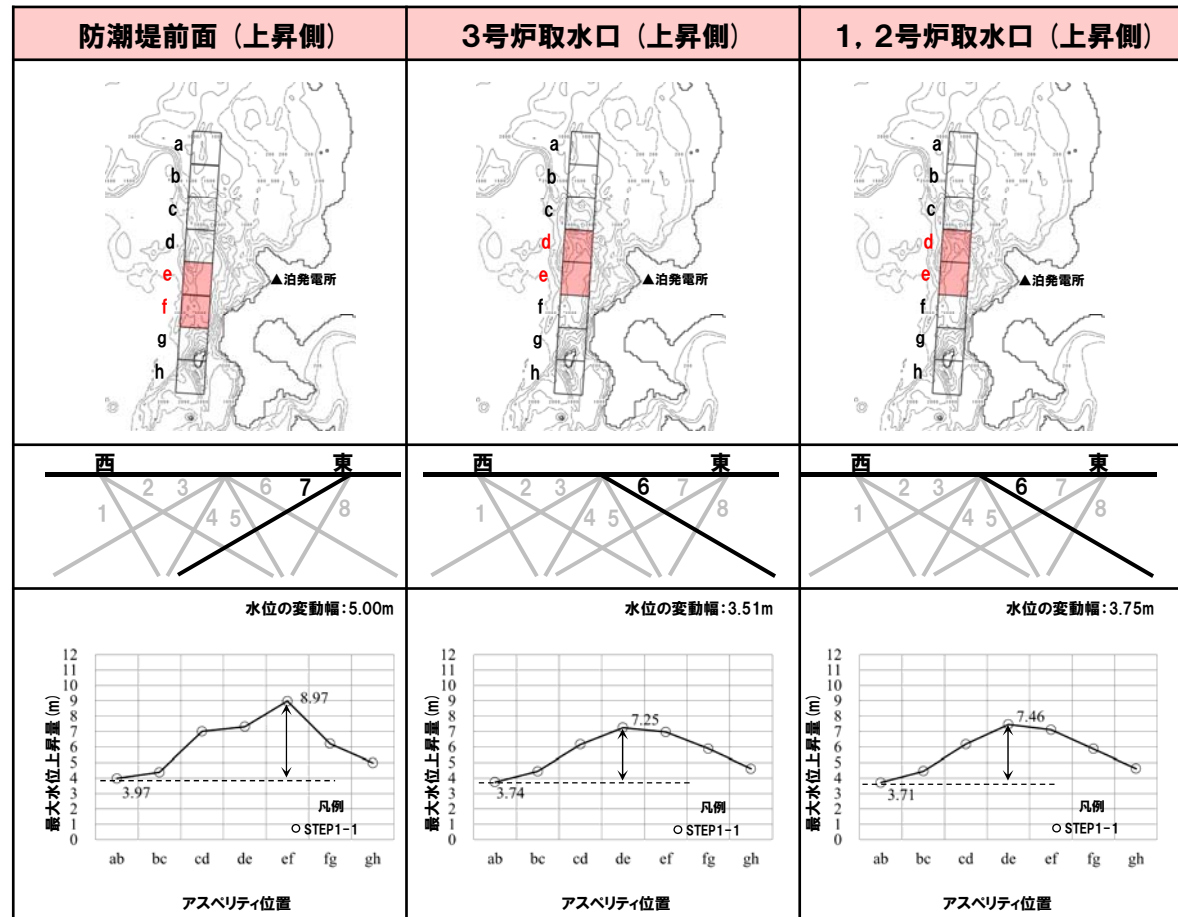 防潮堤前面（上昇側）
3号炉取水口（上昇側）
1，2号炉取水口（上昇側）
a
b
c
d
e
f
g
h
▲泊発電所
a
b
c
d
e
f
g
h
▲泊発電所
a
b
c
d
e
f
g
h
▲泊発電所
西 東
1 2 3 4 5 6 7 8
西 東
1 2 3 4 5 6 7 8
西 東
1 2 3 4 5 6 7 8
水位の変動幅：5.00m
最大水位上昇量（m）
12
11
10
9
8
7
6
5
4
3
2
1
0
8.97
3.97
凡例
○ STEP1-1
ab bc cd de ef fg gh
アスペリティ位置
水位の変動幅：3.51m
最大水位上昇量（m）
12
11
10
9
8
7
6
5
4
3
2
1
0
7.25
3.74
凡例
○ STEP1-1
ab bc cd de ef fg gh
アスペリティ位置
水位の変動幅：3.75m
最大水位上昇量（m）
12
11
10
9
8
7
6
5
4
3
2
1
0
7.46
3.71
凡例
○ STEP1-1
ab bc cd de ef fg gh
アスペリティ位置